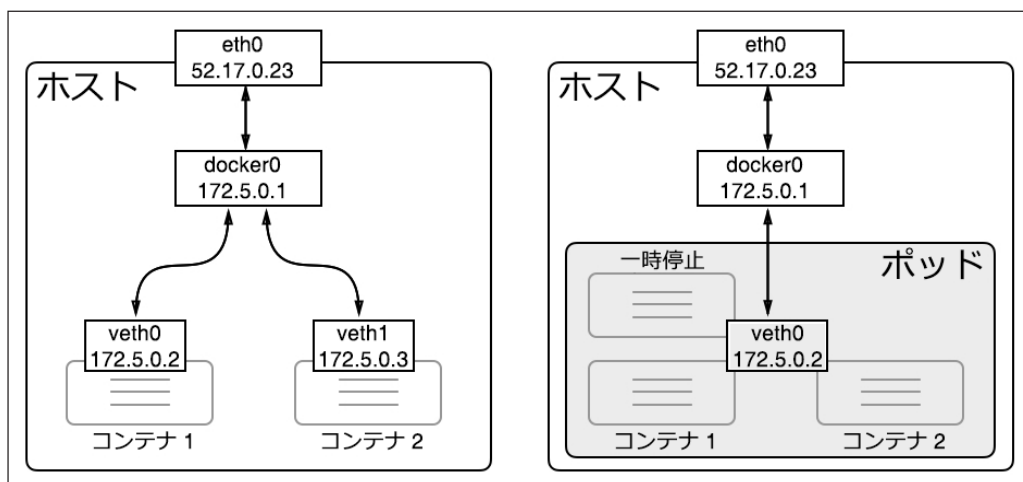 eth0
52.17.0.23
ホスト
docker0
172.5.0.1
veth0
172.5.0.2
veth1
172.5.0.3
コンテナ 1
コンテナ 2
eth0
52.17.0.23
ホスト
docker0
172.5.0.1
一時停止
ポッド
veth0
172.5.0.2
コンテナ 1
コンテナ 2